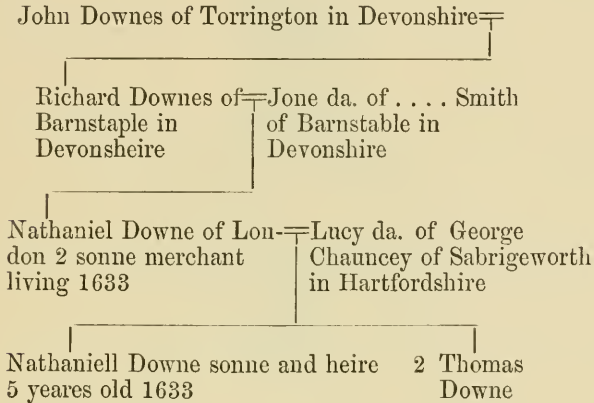 John Downes of Torrington in Devonshire
Richard Downes of
Barnstaple in
Devonsheire
Jone da. of . . . . Smith
of Barnstable in
Devonshire
Nathaniel Downe of Lon-
don 2 sonne merchant
living 1633
Lucy da. of George
Chauncey of Sabrigeworth
in Hartfordshire
Nathaniell Downe sonne and heire
5 yeares old 1633
2 Thomas
Downe